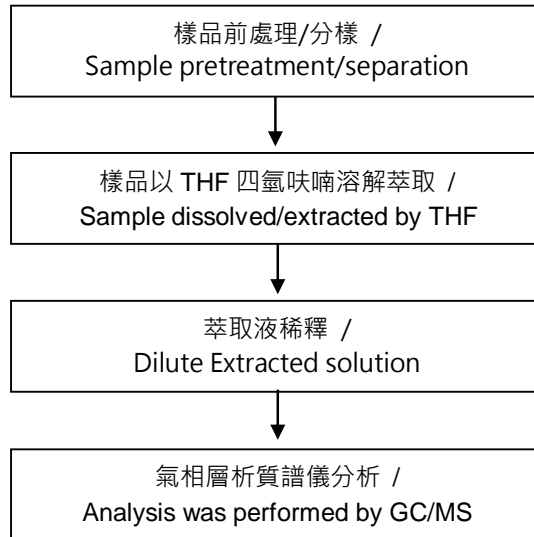 樣品前處理/分樣 /
Sample pretreatment/separation
樣品以 THF 四氫呋喃溶解萃取 /
Sample dissolved/extracted by THF
萃取液稀釋 /
Dilute Extracted solution
氣相層析質譜儀分析 /
Analysis was performed by GC/MS